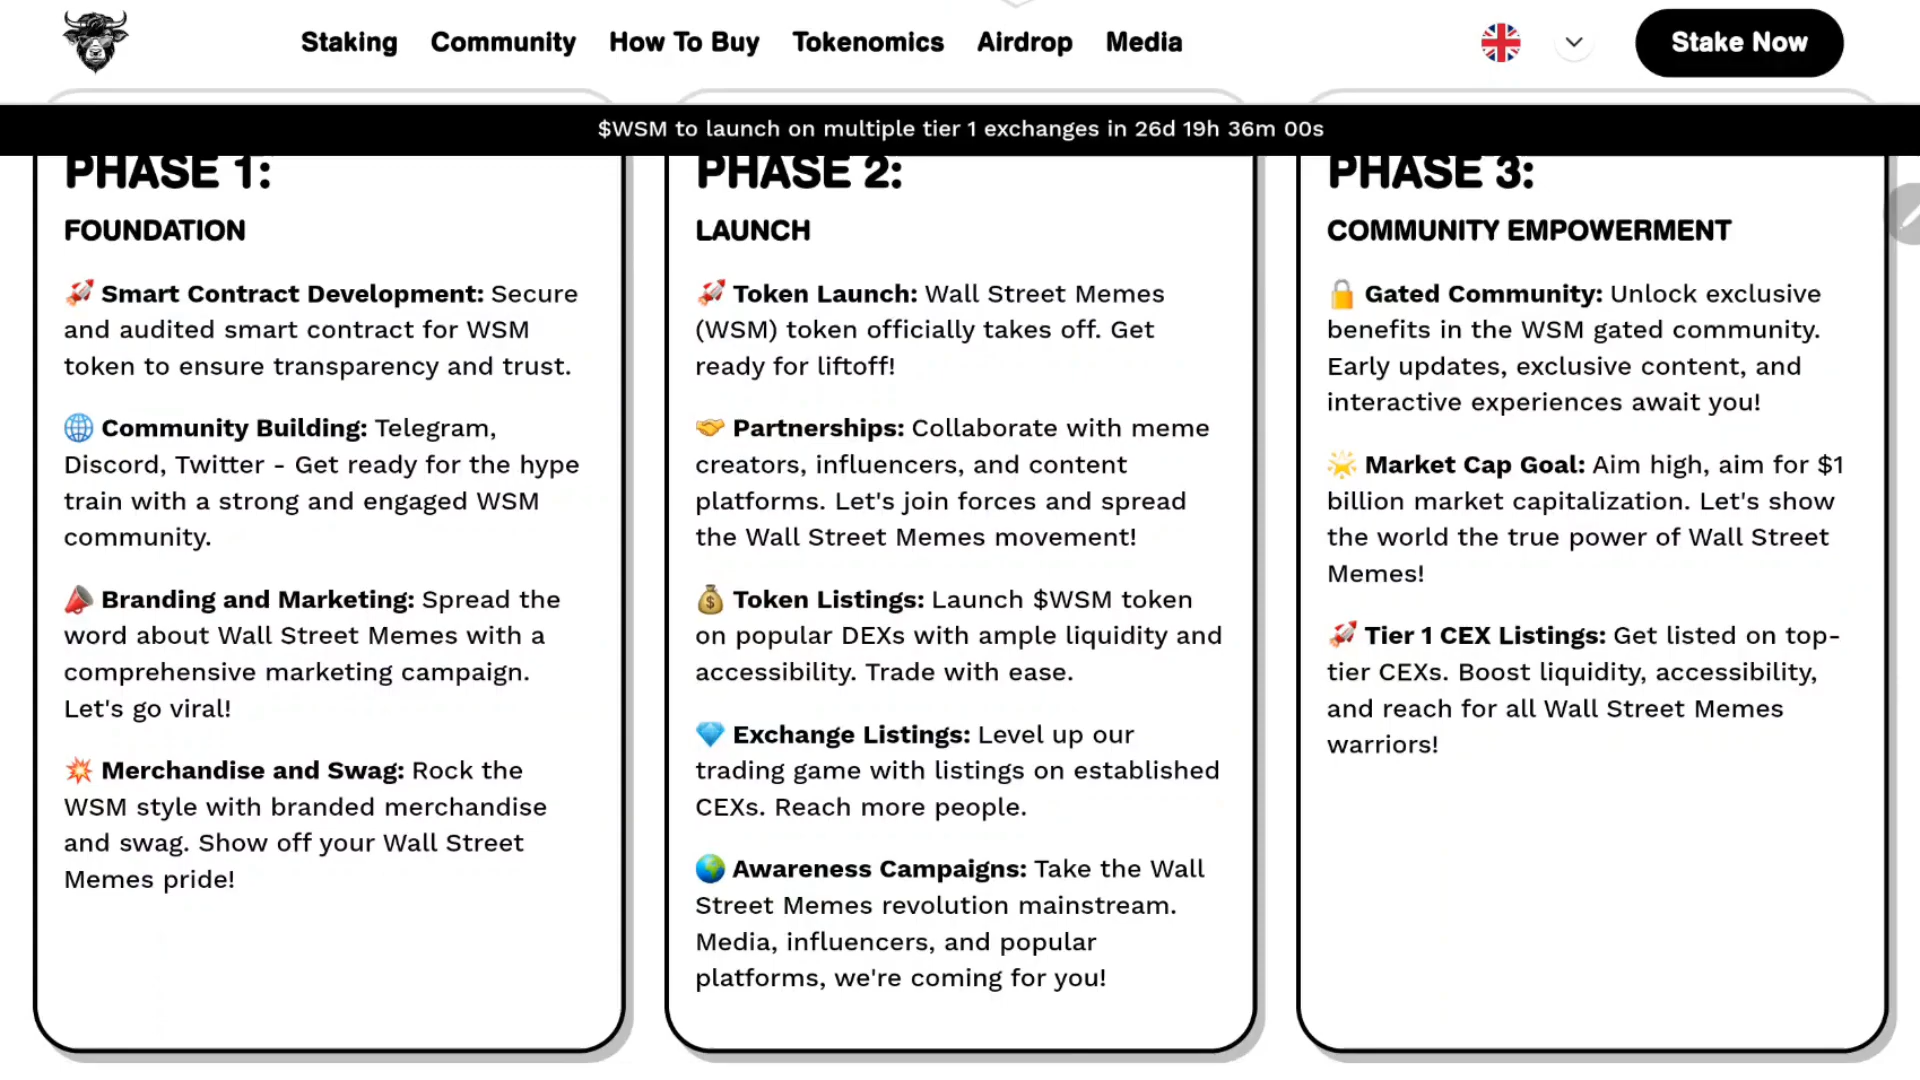 Staking Community How To Buy Tokenomics Airdrop Media Stake Now
$WSM to launch on multiple tier 1 exchanges in 26d 19h 36m 00s
PHASE 1:
FOUNDATION
🚀 Smart Contract Development: Secure
and audited smart contract for WSM
token to ensure transparency and trust.
🌐 Community Building: Telegram,
Discord, Twitter - Get ready for the hype
train with a strong and engaged WSM
community.
📣 Branding and Marketing: Spread the
word about Wall Street Memes with a
comprehensive marketing campaign.
Let's go viral!
💥 Merchandise and Swag: Rock the
WSM style with branded merchandise
and swag. Show off your Wall Street
Memes pride!
PHASE 2:
LAUNCH
🚀 Token Launch: Wall Street Memes
(WSM) token officially takes off. Get
ready for liftoff!
🤝 Partnerships: Collaborate with meme
creators, influencers, and content
platforms. Let's join forces and spread
the Wall Street Memes movement!
💰 Token Listings: Launch $WSM token
on popular DEXs with ample liquidity and
accessibility. Trade with ease.
💎 Exchange Listings: Level up our
trading game with listings on established
CEXs. Reach more people.
🌍 Awareness Campaigns: Take the Wall
Street Memes revolution mainstream.
Media, influencers, and popular
platforms, we're coming for you!
PHASE 3:
COMMUNITY EMPOWERMENT
🔒 Gated Community: Unlock exclusive
benefits in the WSM gated community.
Early updates, exclusive content, and
interactive experiences await you!
🌟 Market Cap Goal: Aim high, aim for $1
billion market capitalization. Let's show
the world the true power of Wall Street
Memes!
🚀 Tier 1 CEX Listings: Get listed on top-
tier CEXs. Boost liquidity, accessibility,
and reach for all Wall Street Memes
warriors!